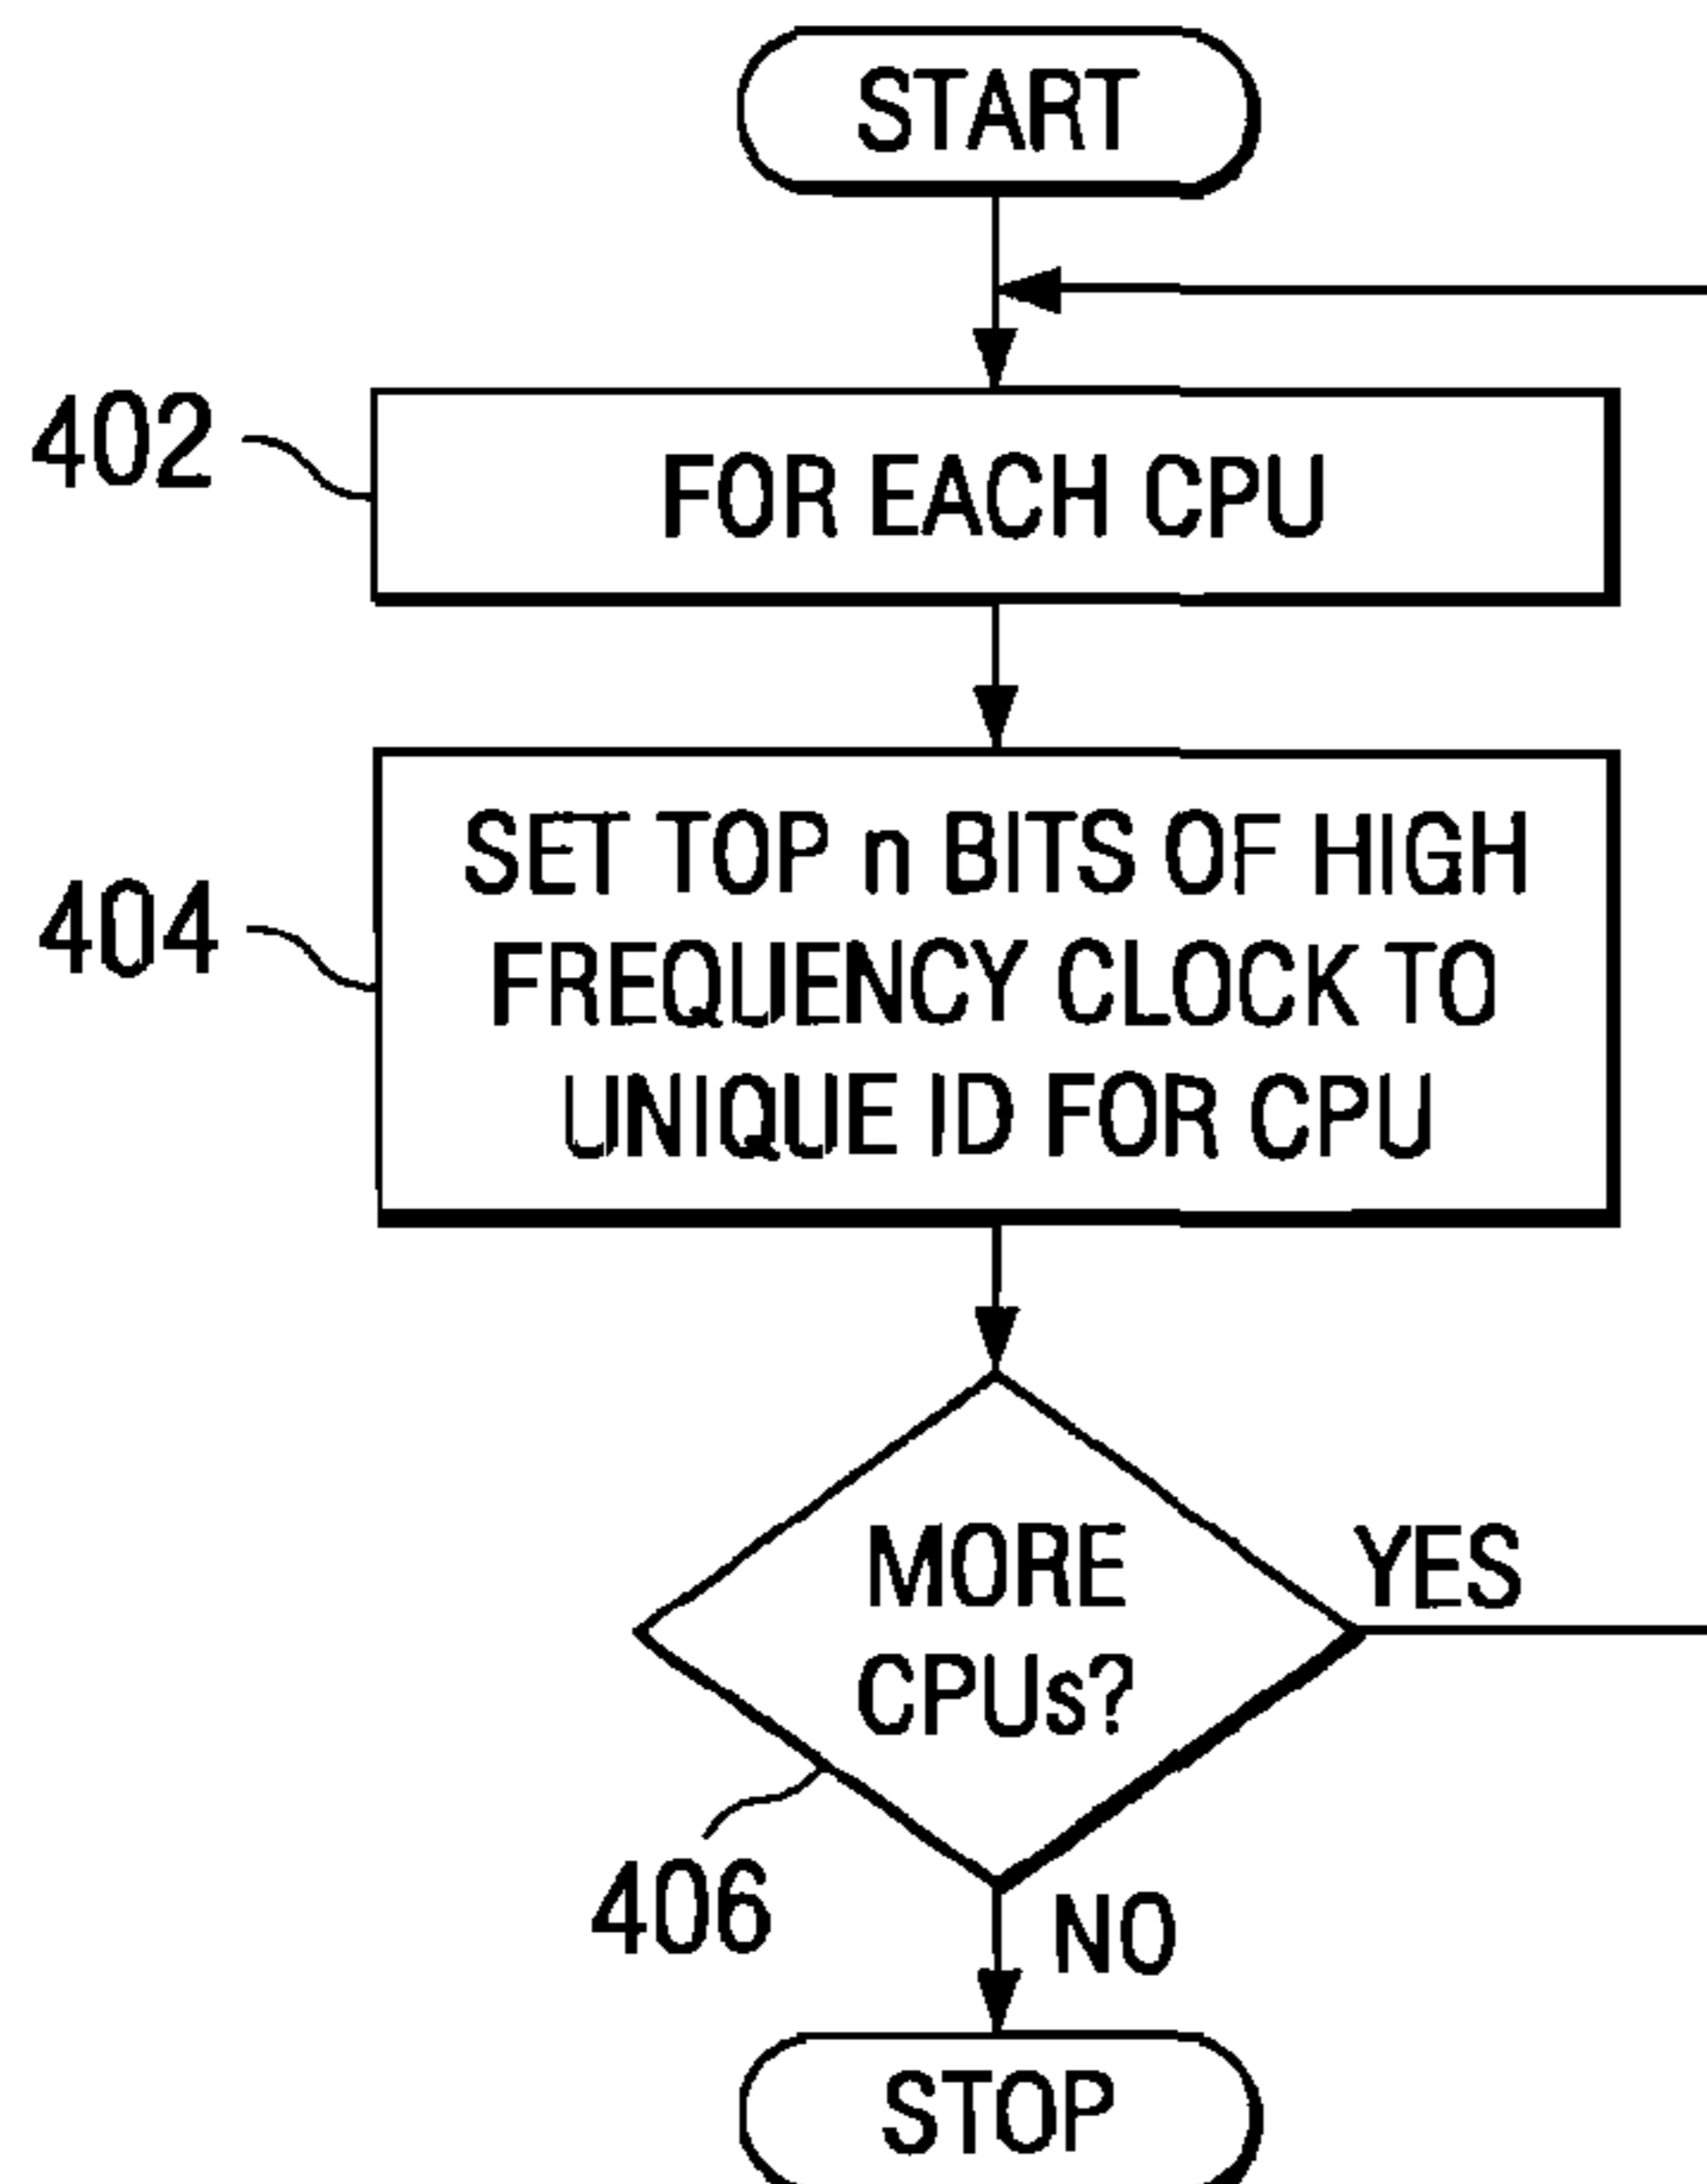 START
402
FOR EACH CPU
404
SET TOP n BITS OF HIGH
FREQUENCY CLOCK TO
UNIQUE ID FOR CPU
MORE
CPUs?
YES
406
NO
STOP